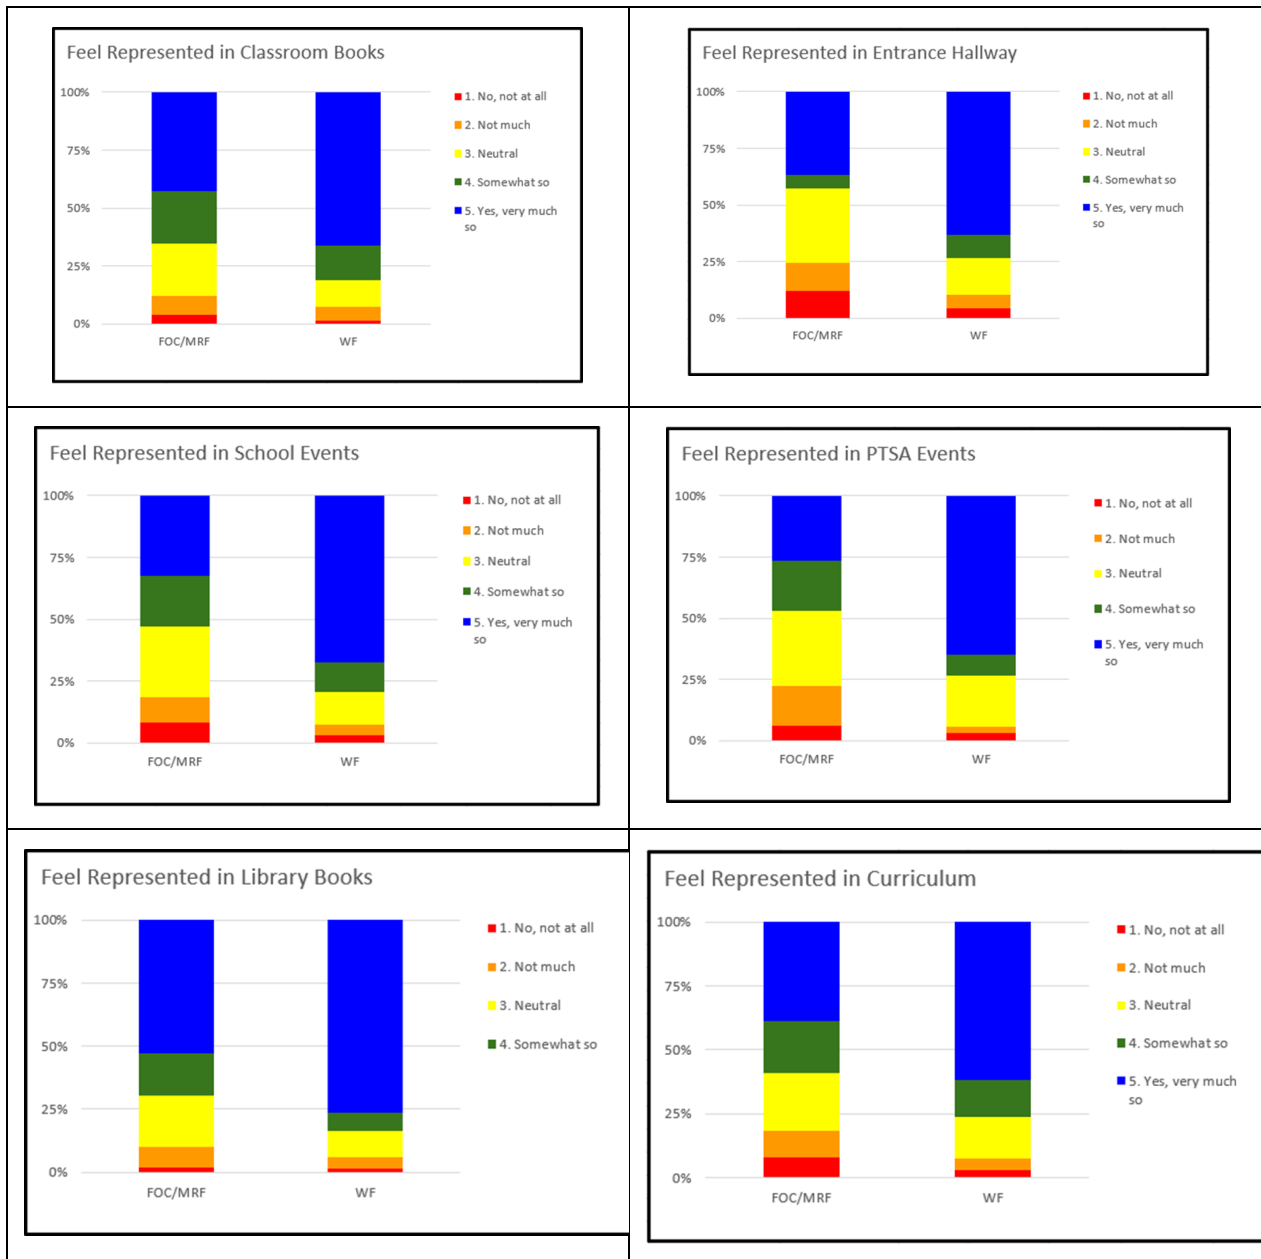 Feel Represented in Classroom Books
100%
75%
50%
25%
0%
FOC/MRF
WF
1. No, not at all
2. Not much
3. Neutral
4. Somewhat so
5. Yes, very much
so
Feel Represented in Entrance Hallway
100%
75%
50%
25%
0%
FOC/MRF
WF
1. No, not at all
2. Not much
3. Neutral
4. Somewhat so
5. Yes, very much
so
Feel Represented in School Events
100%
75%
50%
25%
0%
FOC/MRF
WF
1. No, not at all
2. Not much
3. Neutral
4. Somewhat so
5. Yes, very much
so
Feel Represented in PTSA Events
100%
75%
50%
25%
0%
FOC/MRF
WF
1. No, not at all
2. Not much
3. Neutral
4. Somewhat so
5. Yes, very much
so
Feel Represented in Library Books
100%
75%
50%
25%
0%
FOC/MRF
WF
1. No, not at all
2. Not much
3. Neutral
4. Somewhat so
Feel Represented in Curriculum
100%
75%
50%
25%
0%
FOC/MRF
WF
1. No, not at all
2. Not much
3. Neutral
4. Somewhat so
5. Yes, very much
so